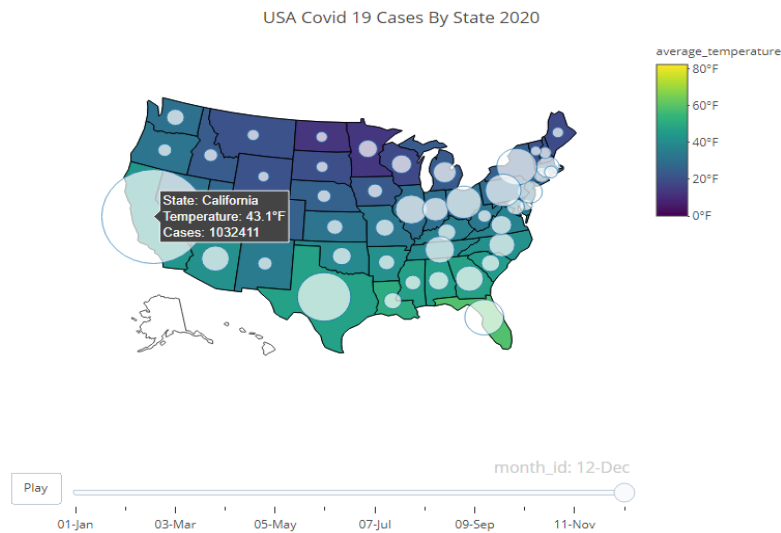 USA Covid 19 Cases By State 2020
average_temperature
80°F
60°F
40°F
20°F
0°F
State: California
Temperature: 43.1°F
Cases: 1032411
month_id: 12-Dec
Play
01-Jan
03-Mar
05-May
07-Jul
09-Sep
11-Nov